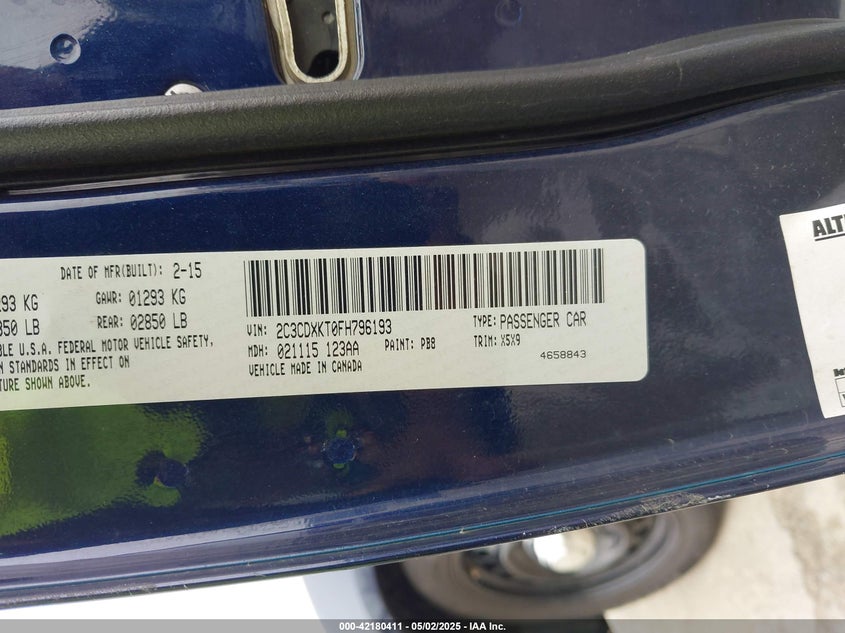 DATE OF MFR(BUILT): 2-15
293 KG GAWR: 01293 KG
850 LB REAR: 02850 LB
BLE U.S.A. FEDERAL MOTOR VEHICLE SAFETY,
N STANDARDS IN EFFECT ON
TURE SHOWN ABOVE.
VIN: 2C3CDXKT0FH796193 TYPE: PASSENGER CAR
MDH: 021115 123AA PAINT: PB8 TRIM: X5X9
VEHICLE MADE IN CANADA 4658843
ALT
000-42180411 - 05/02/2025 - IAA Inc.